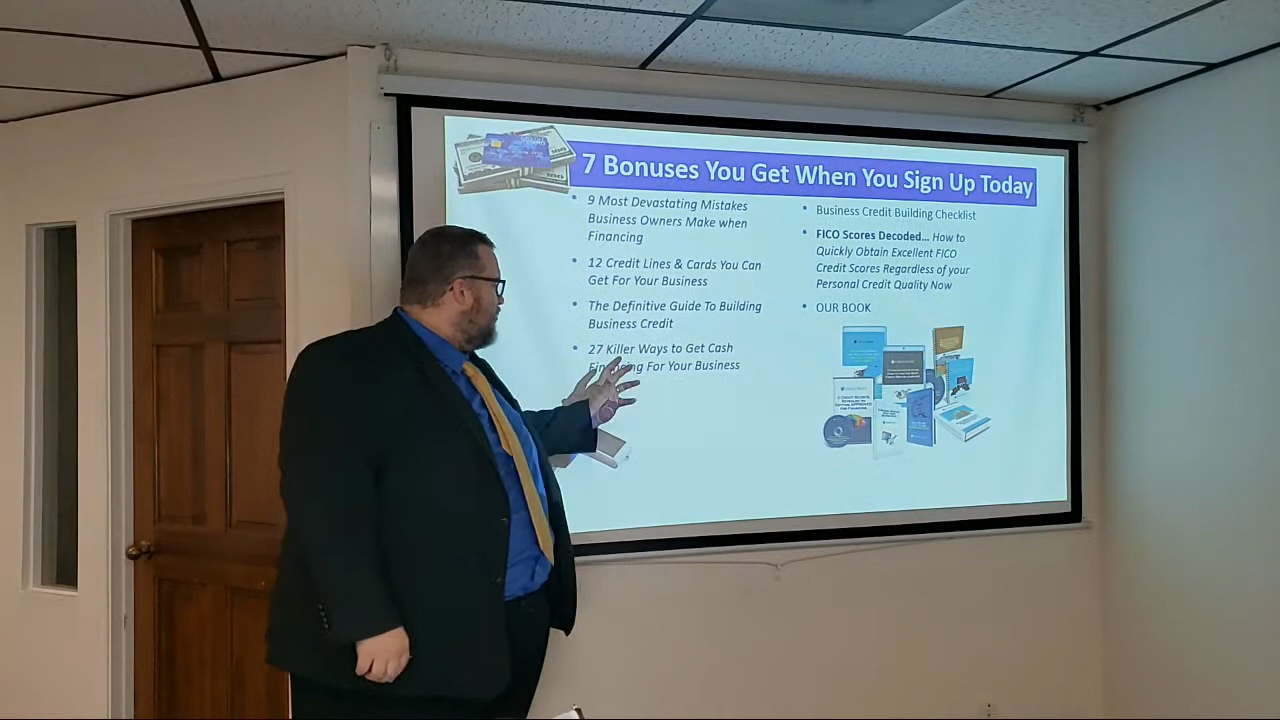 7 Bonuses You Get When You Sign Up Today
• 9 Most Devastating Mistakes
Business Owners Make when
Financing
• 12 Credit Lines & Cards You Can
Get For Your Business
• The Definitive Guide To Building
Business Credit
• 27 Killer Ways to Get Cash
Financing For Your Business
• Business Credit Building Checklist
• FICO Scores Decoded... How to
Quickly Obtain Excellent FICO
Credit Scores Regardless of your
Personal Credit Quality Now
• OUR BOOK